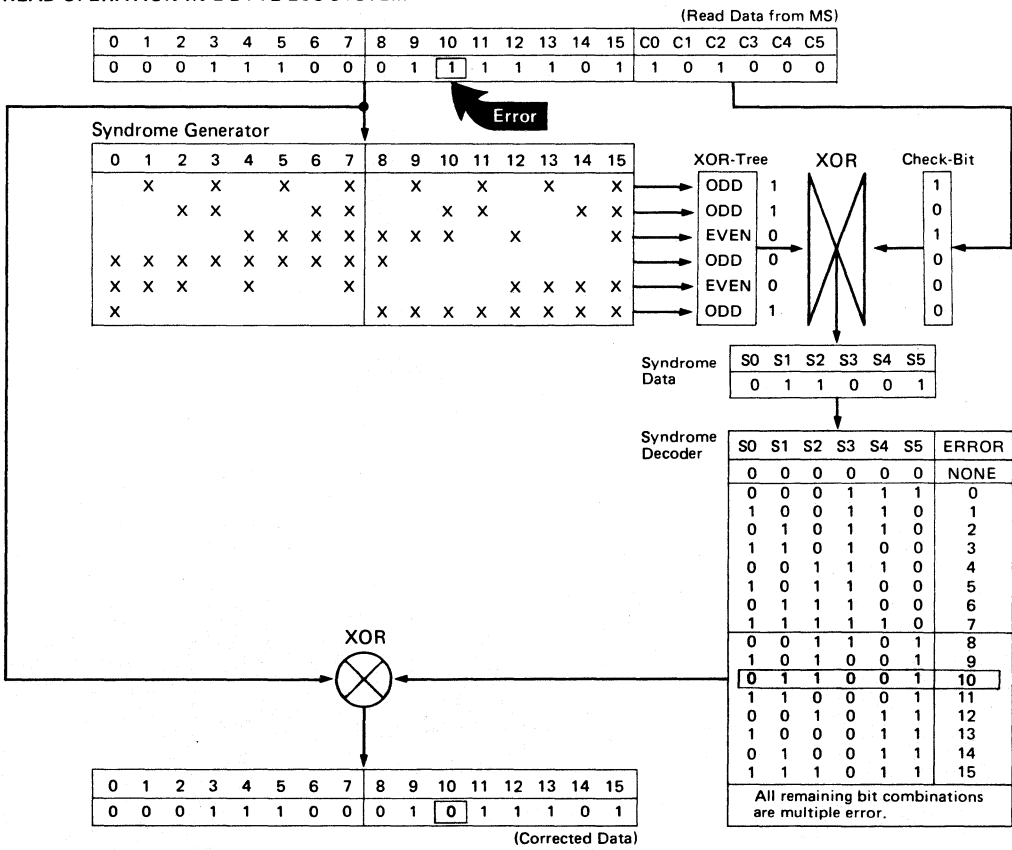 (Read Data from MS)
0 1 2 3 4 5 6 7 8 9 10 11 12 13 14 15 C0 C1 C2 C3 C4 C5
0 0 0 1 1 1 0 0 0 1 1 1 1 1 0 1 1 0 1 0 0 0
Error
Syndrome Generator
0 1 2 3 4 5 6 7 8 9 10 11 12 13 14 15
X X X X X X X X
X X X X X X X X
X X X X X X X X X
X X X X X X X X X
X X X X X X X X X
X X X X X X X X X
XOR-Tree
ODD 1
ODD 1
EVEN 0
ODD 0
EVEN 0
ODD 1
XOR
Check-Bit
1
0
1
0
0
0
Syndrome Data
S0 S1 S2 S3 S4 S5
0 1 1 0 0 1
Syndrome Decoder
S0 S1 S2 S3 S4 S5 ERROR
0 0 0 0 0 0 NONE
0 0 0 1 1 1 0
1 0 0 1 1 0 1
0 1 0 1 1 0 2
1 1 0 1 0 0 3
0 0 1 1 1 0 4
1 0 1 1 0 0 5
0 1 1 1 0 0 6
1 1 1 1 1 0 7
0 0 1 1 0 1 8
1 0 1 0 0 1 9
0 1 1 0 0 1 10
1 1 0 0 0 1 11
0 0 1 0 1 1 12
1 0 0 0 1 1 13
0 1 0 0 1 1 14
1 1 1 0 1 1 15
All remaining bit combinations
are multiple error.
XOR
0 1 2 3 4 5 6 7 8 9 10 11 12 13 14 15
0 0 0 1 1 1 0 0 0 1 0 1 1 1 0 1
(Corrected Data)